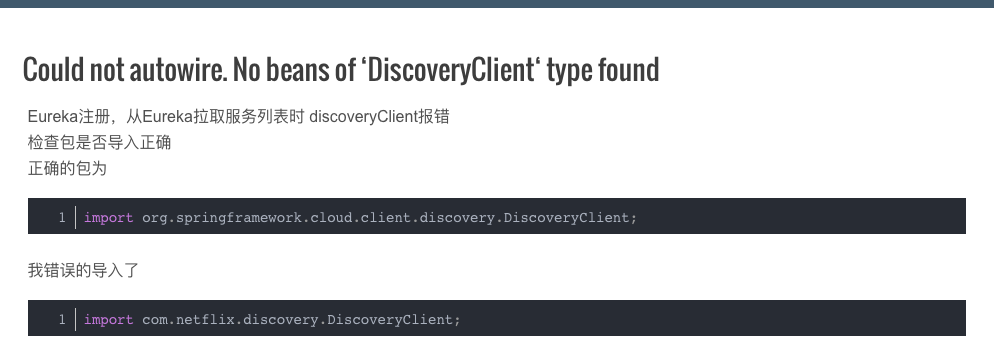 Could not autowire. No beans of ‘DiscoveryClient‘ type found
Eureka注册，从Eureka拉取服务列表时 discoveryClient报错
检查包是否导入正确
正确的包为
1 import org.springframework.cloud.client.discovery.DiscoveryClient;
我错误的导入了
1 import com.netflix.discovery.DiscoveryClient;